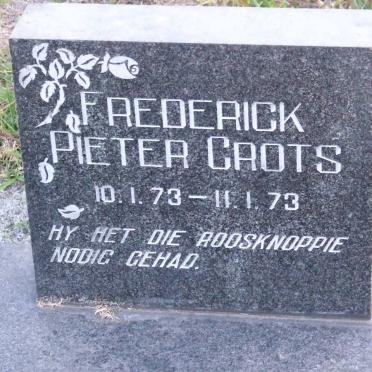 FREDERICK
PIETER GROTS
10.1.73 – 11.1.73
HY HET DIE ROOSKNOPPIE
NODIG GEHAD.